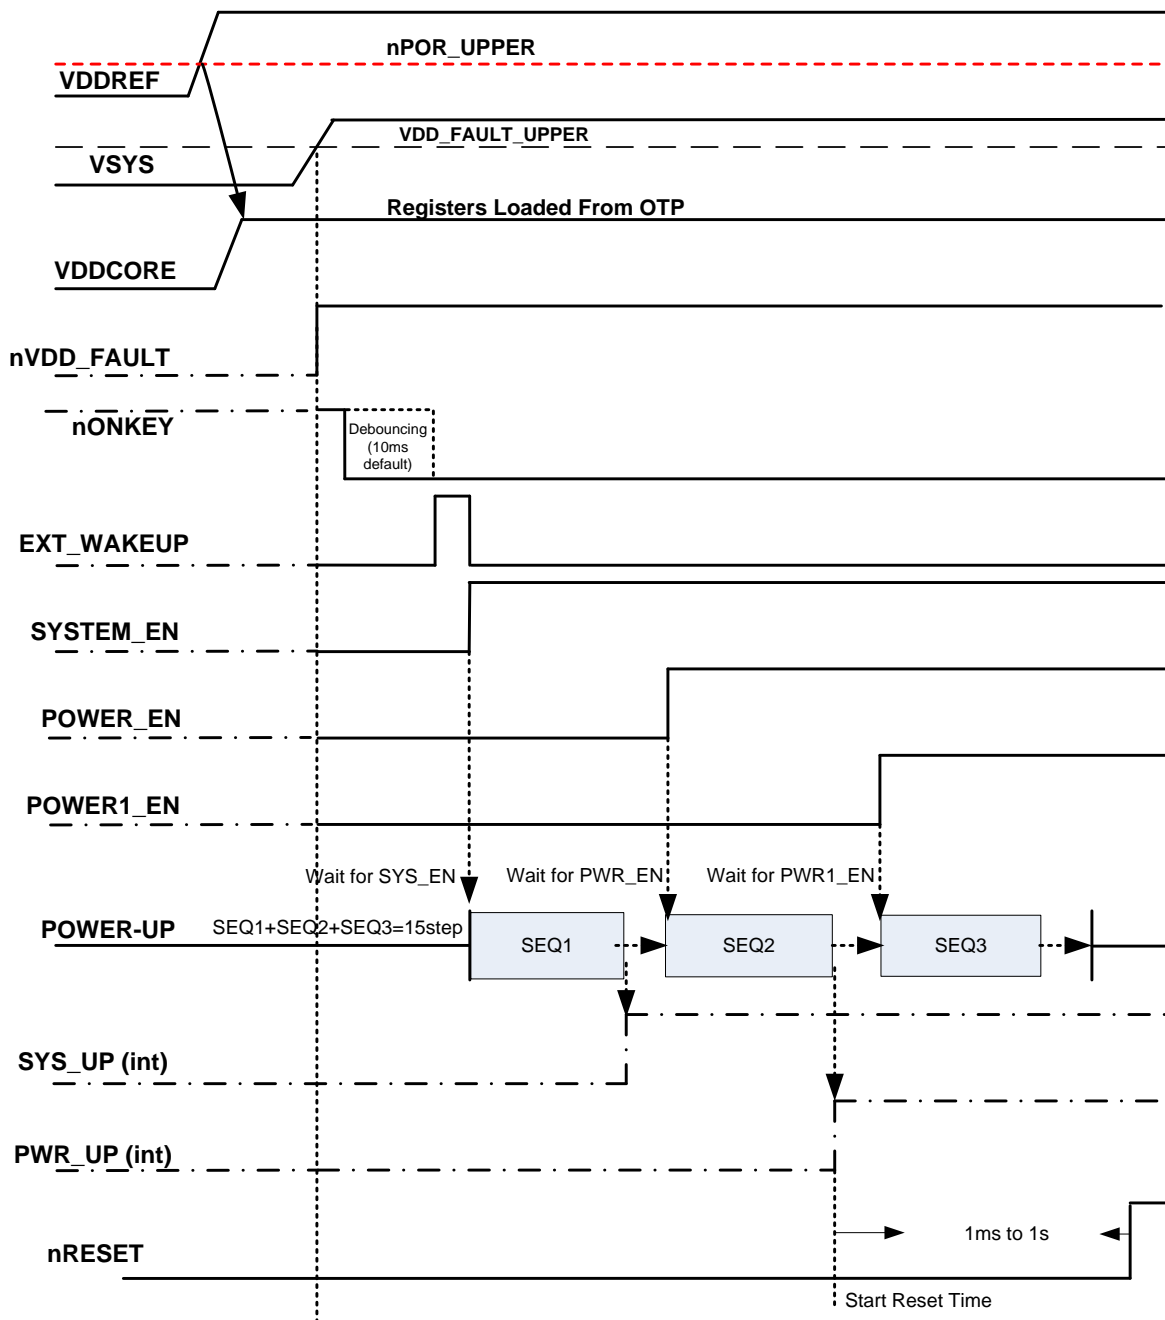 nPOR_UPPER
VDDREF
VDD_FAULT_UPPER
VSYS
Registers Loaded From OTP
VDDCORE
nVDD_FAULT
nONKEY
Debouncing
(10ms
default)
EXT_WAKEUP
SYSTEM_EN
POWER_EN
POWER1_EN
Wait for SYS_EN
Wait for PWR_EN
Wait for PWR1_EN
POWER-UP
SEQ1+SEQ2+SEQ3=15step
SEQ1
SEQ2
SEQ3
SYS_UP (int)
PWR_UP (int)
1ms to 1s
nRESET
Start Reset Time